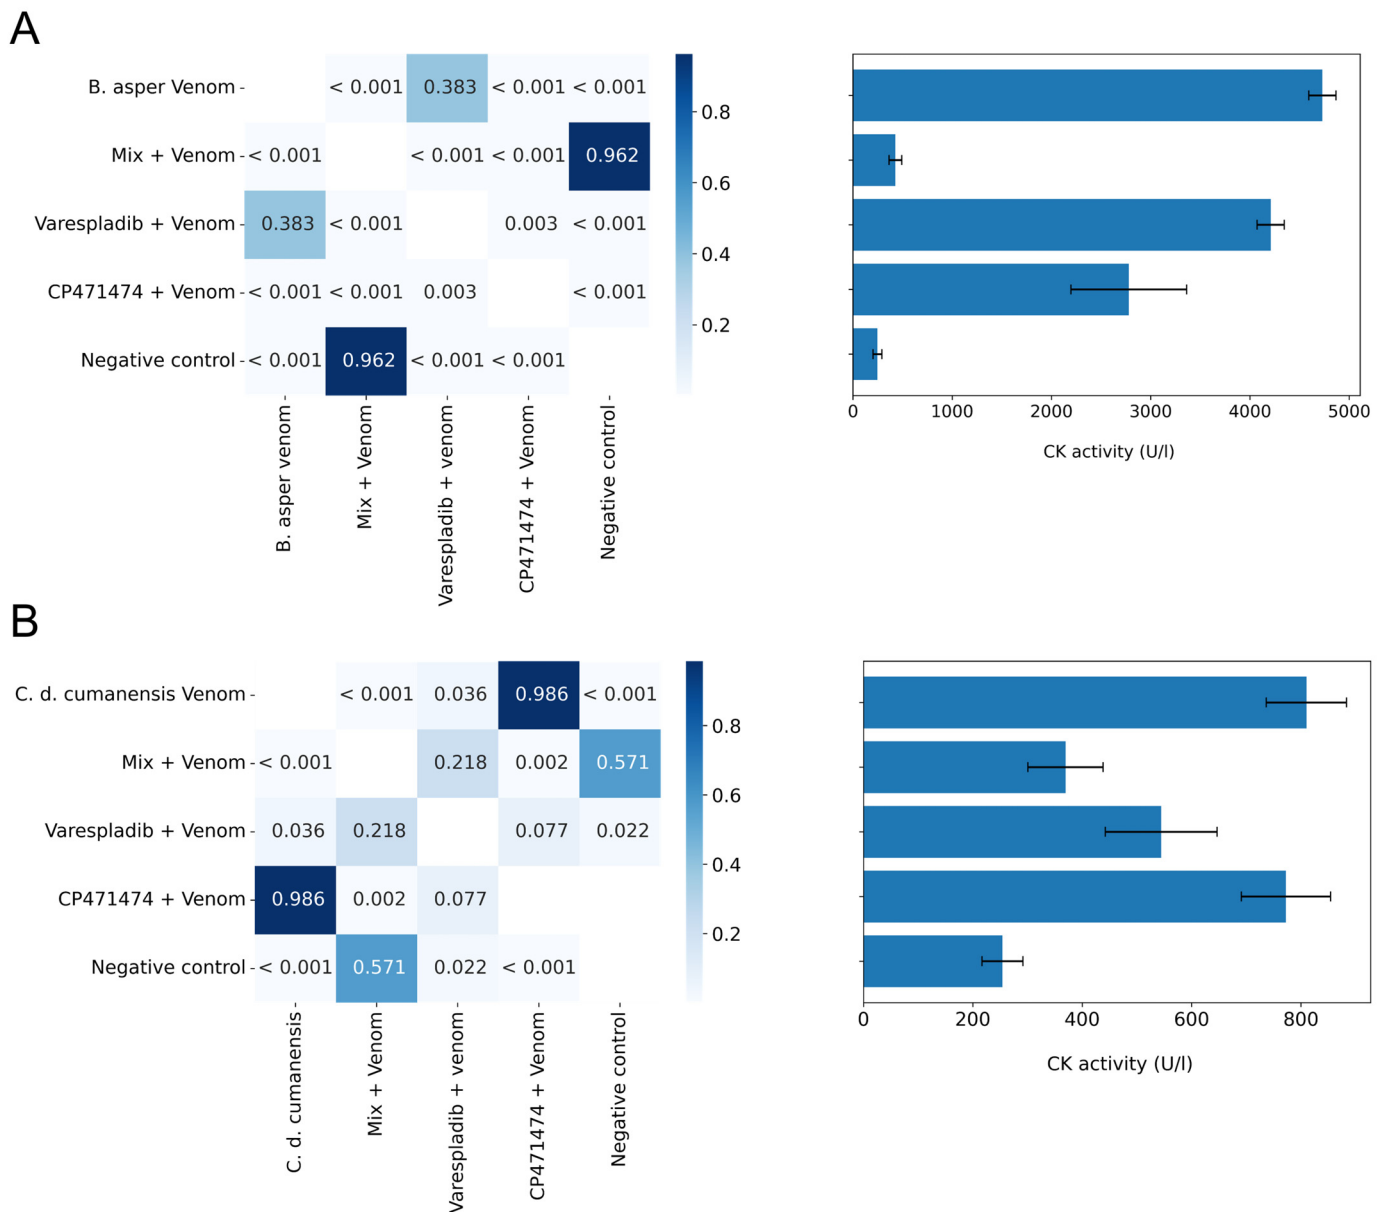 A
B. asper Venom < 0.001 0.383 < 0.001 < 0.001
Mix + Venom < 0.001 < 0.001 < 0.001 0.962
Varespladib + Venom 0.383 < 0.001 0.003 < 0.001
CP471474 + Venom < 0.001 < 0.001 0.003 < 0.001
Negative control < 0.001 0.962 < 0.001 < 0.001
0.8
0.6
0.4
0.2
B. asper venom
Mix + Venom
Varespladib + venom
CP471474 + Venom
Negative control
0 1000 2000 3000 4000 5000
CK activity (U/l)
B
C. d. cumanensis Venom < 0.001 0.036 0.986 < 0.001
Mix + Venom < 0.001 0.218 0.002 0.571
Varespladib + Venom 0.036 0.218 0.077 0.022
CP471474 + Venom 0.986 0.002 0.077
Negative control < 0.001 0.571 0.022 < 0.001
0.8
0.6
0.4
0.2
C. d. cumanensis
Mix + Venom
Varespladib + venom
CP471474 + Venom
Negative control
0 200 400 600 800
CK activity (U/l)